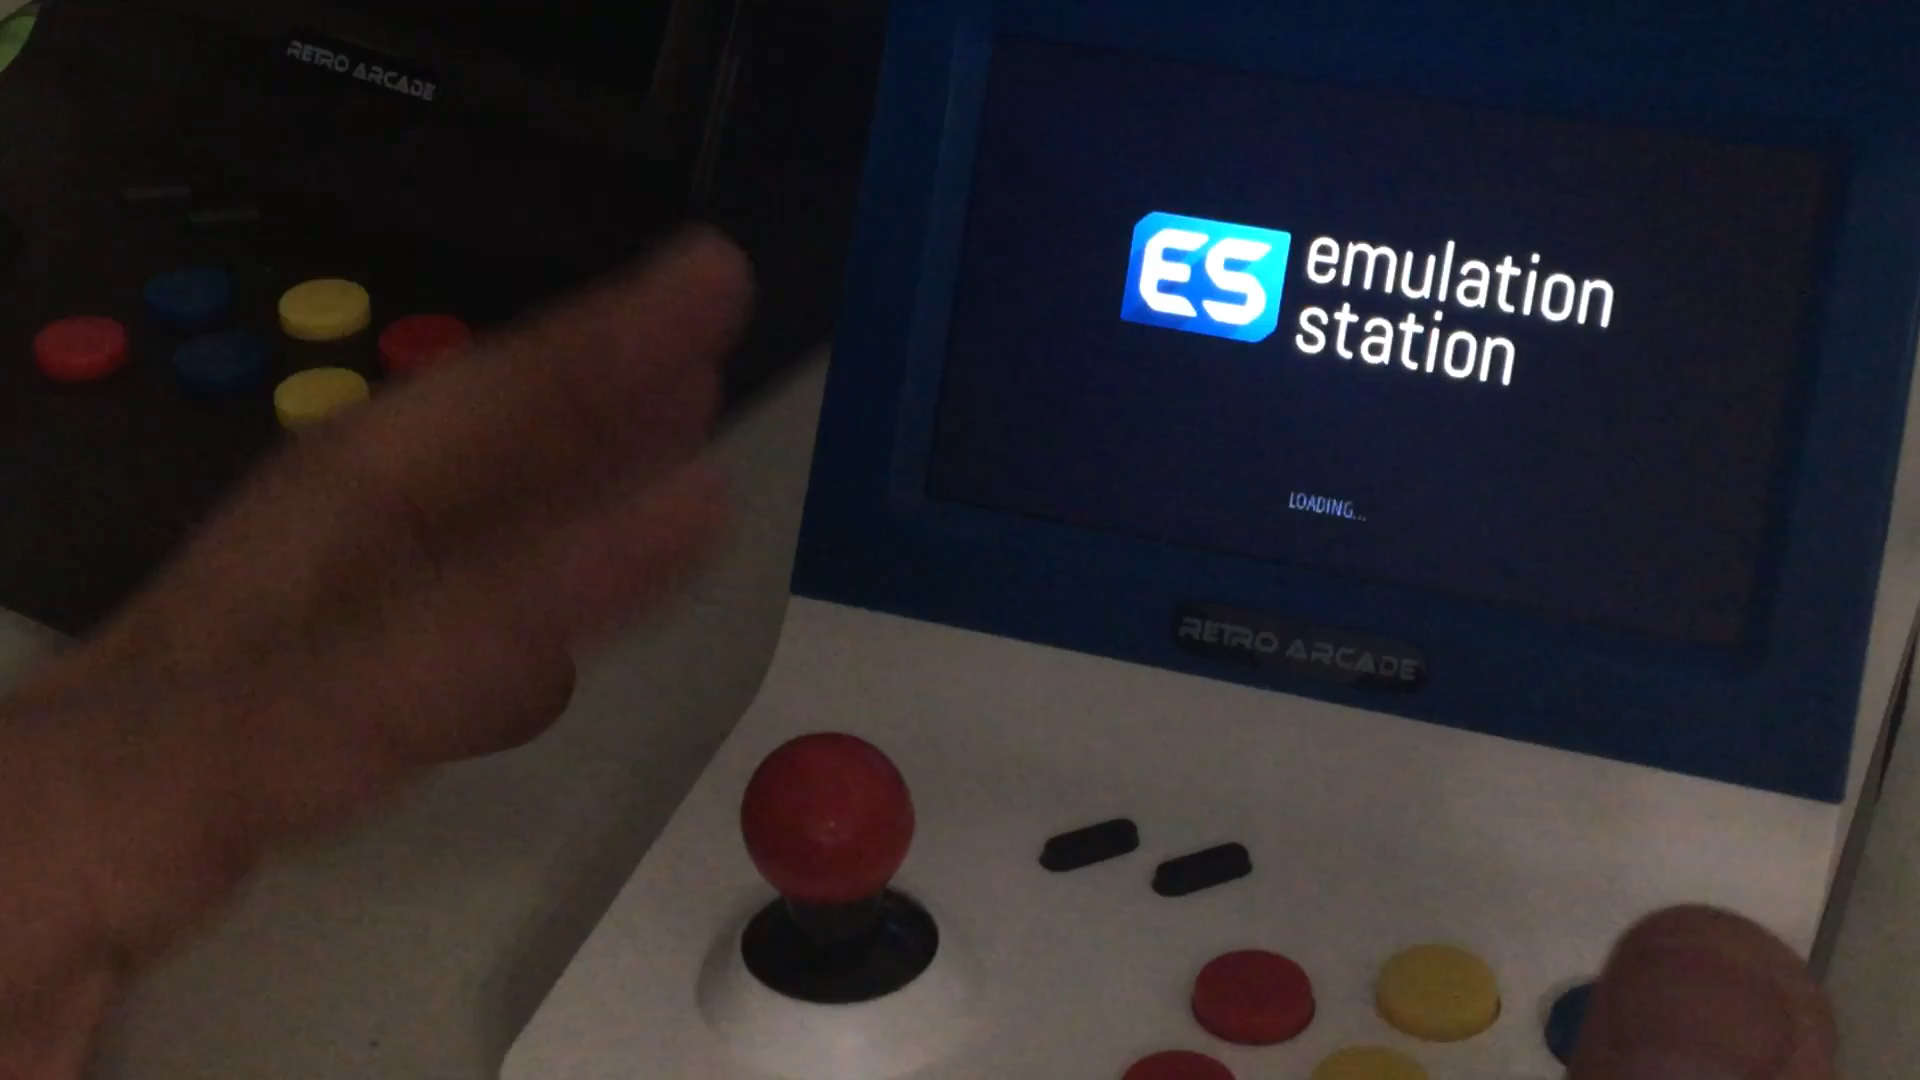 RETRO ARCADE
ES
emulation
station
LOADING...
RETRO ARCADE